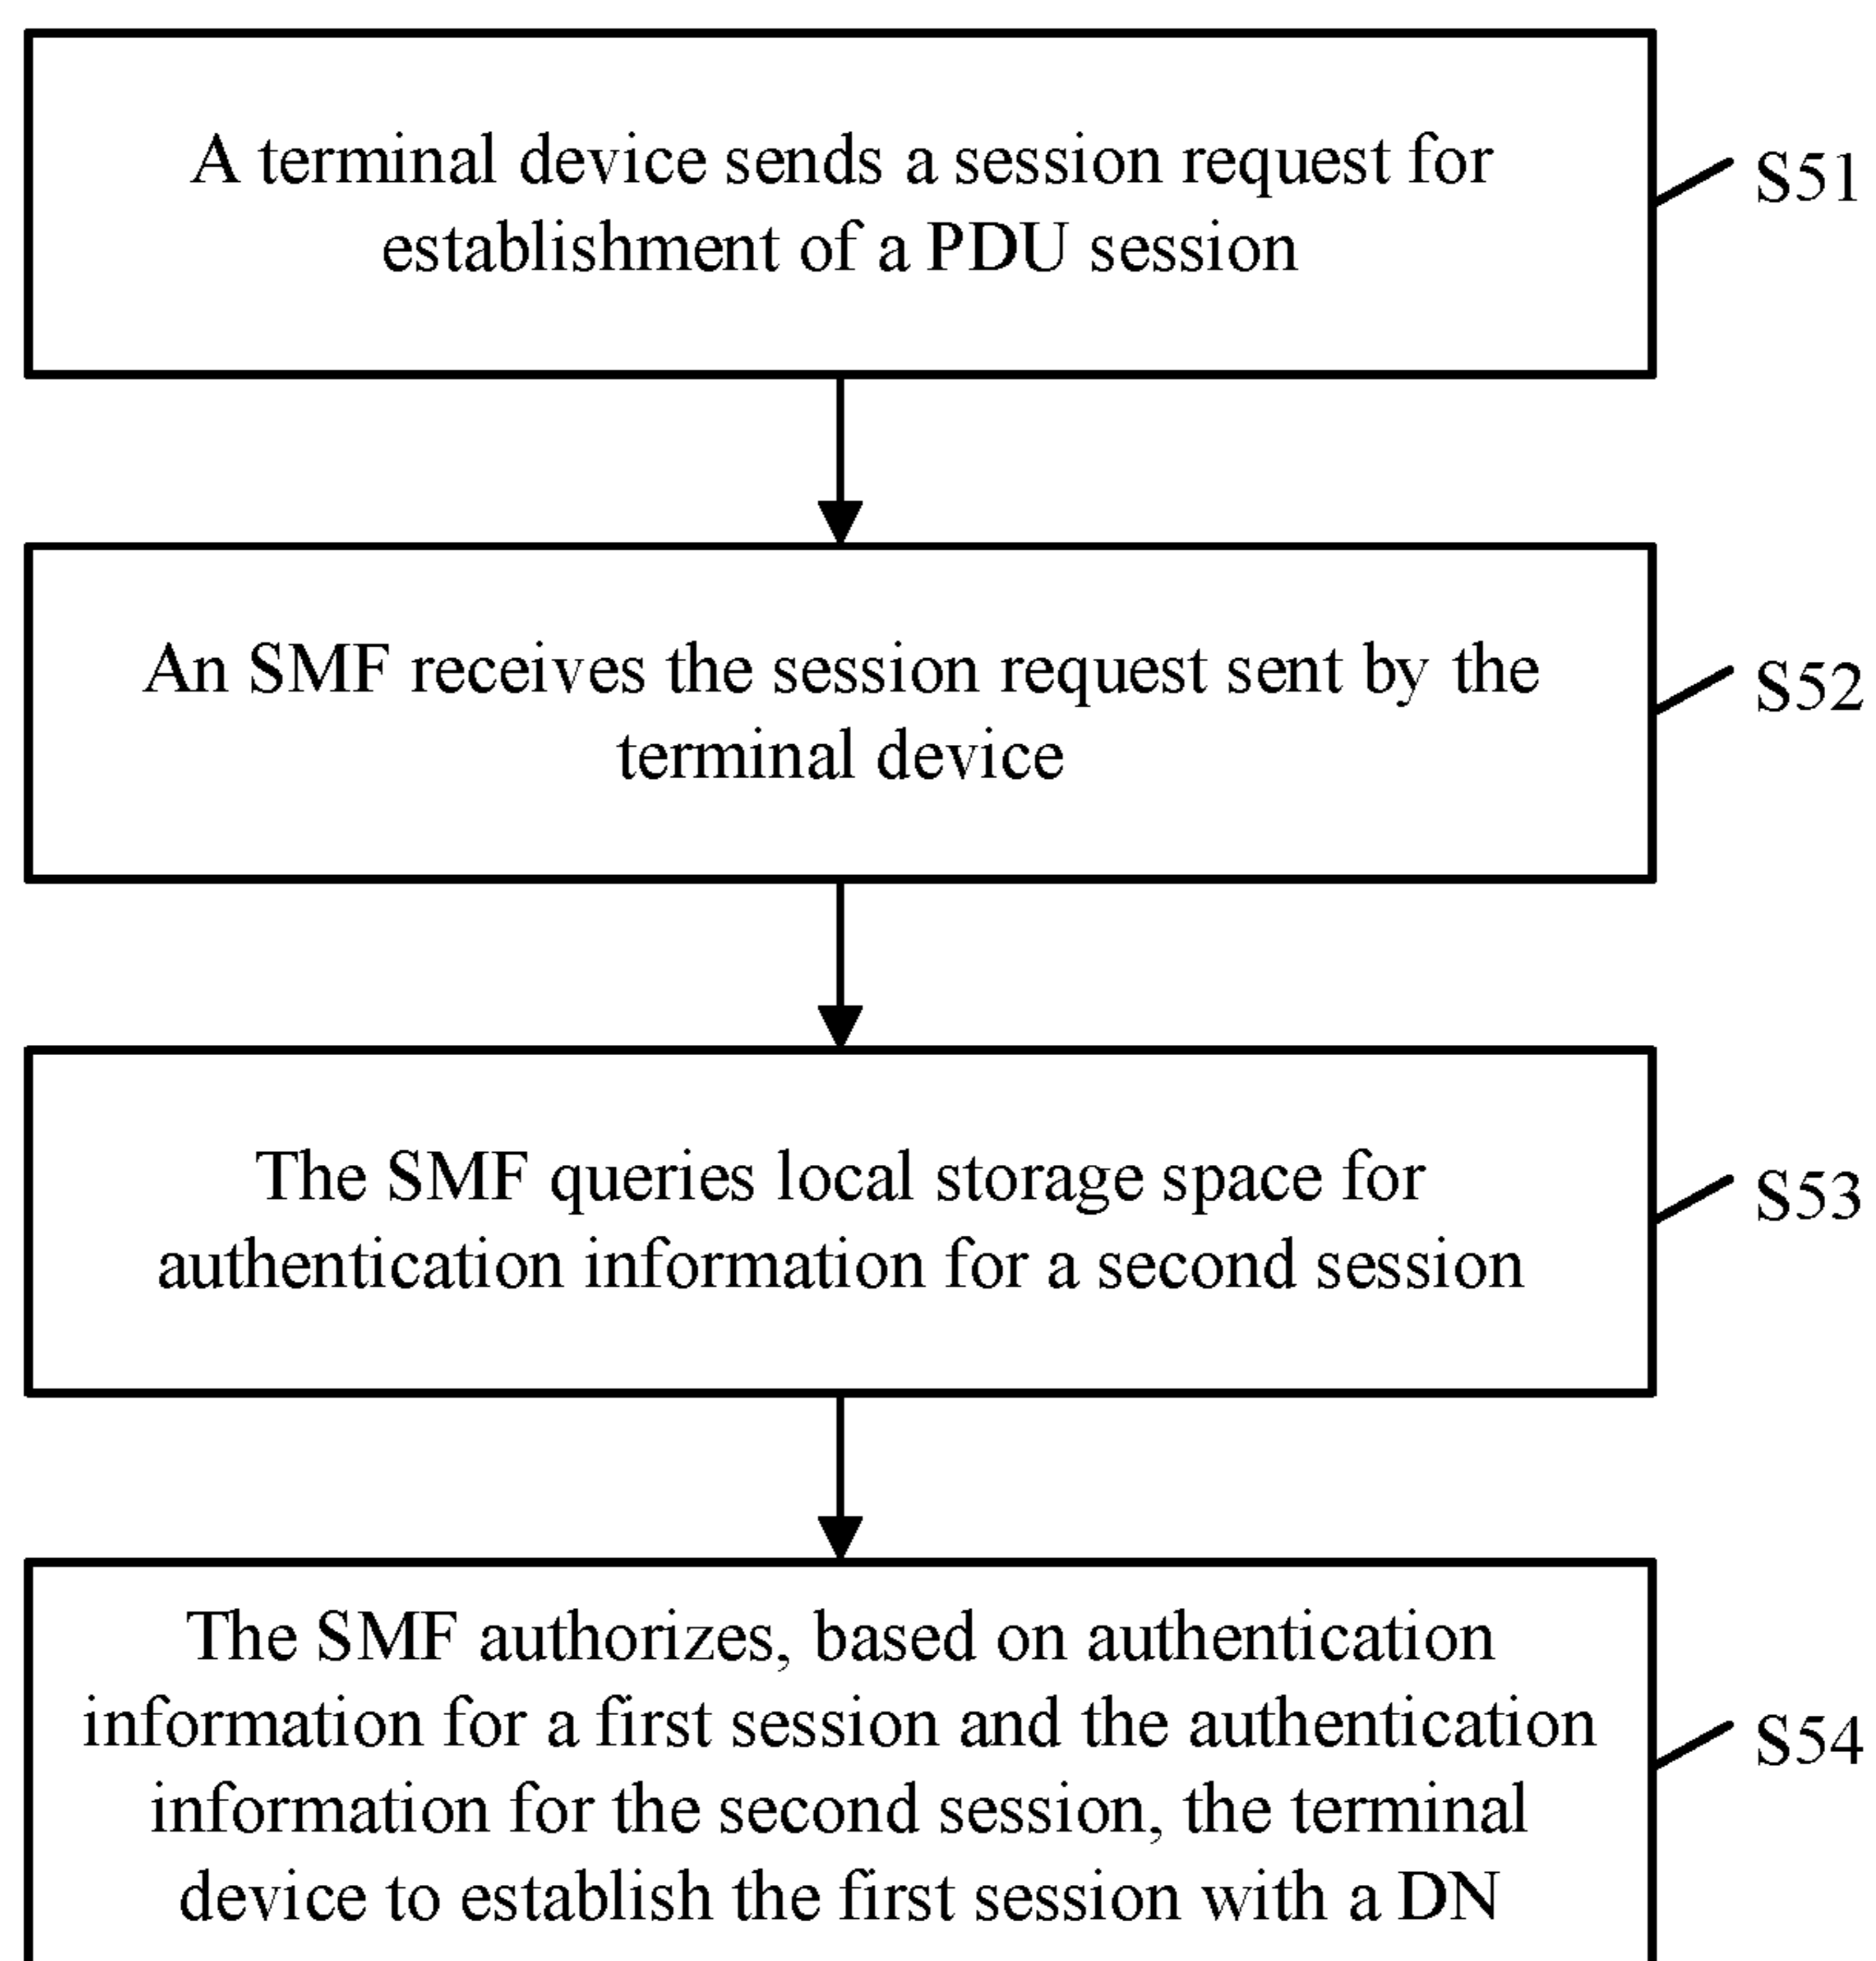 A terminal device sends a session request for
establishment of a PDU session
S51
An SMF receives the session request sent by the
terminal device
S52
The SMF queries local storage space for
authentication information for a second session
S53
The SMF authorizes, based on authentication
information for a first session and the authentication
information for the second session, the terminal
device to establish the first session with a DN
S54